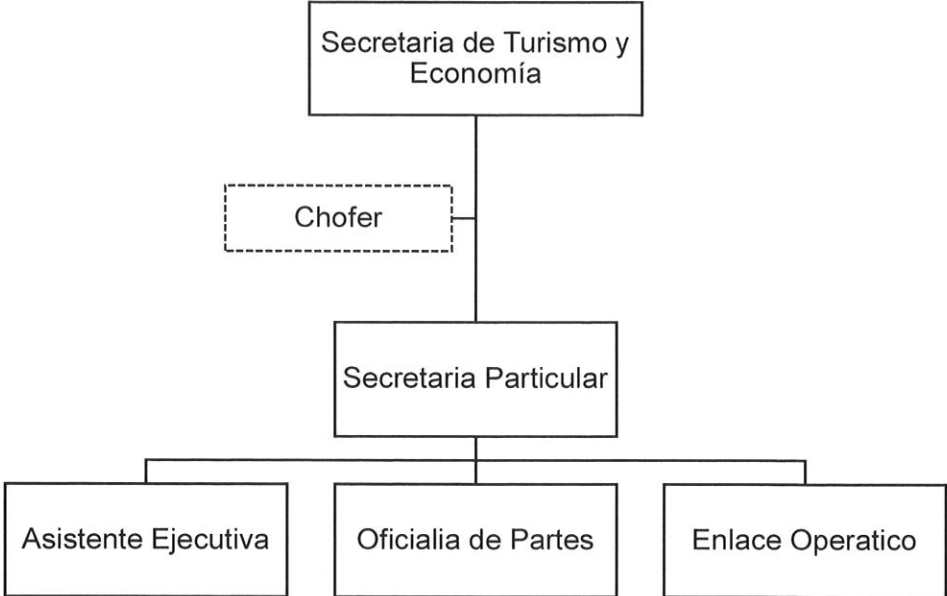 Secretaria de Turismo y
Economía
Chofer
Secretaria Particular
Asistente Ejecutiva
Oficialia de Partes
Enlace Operatico